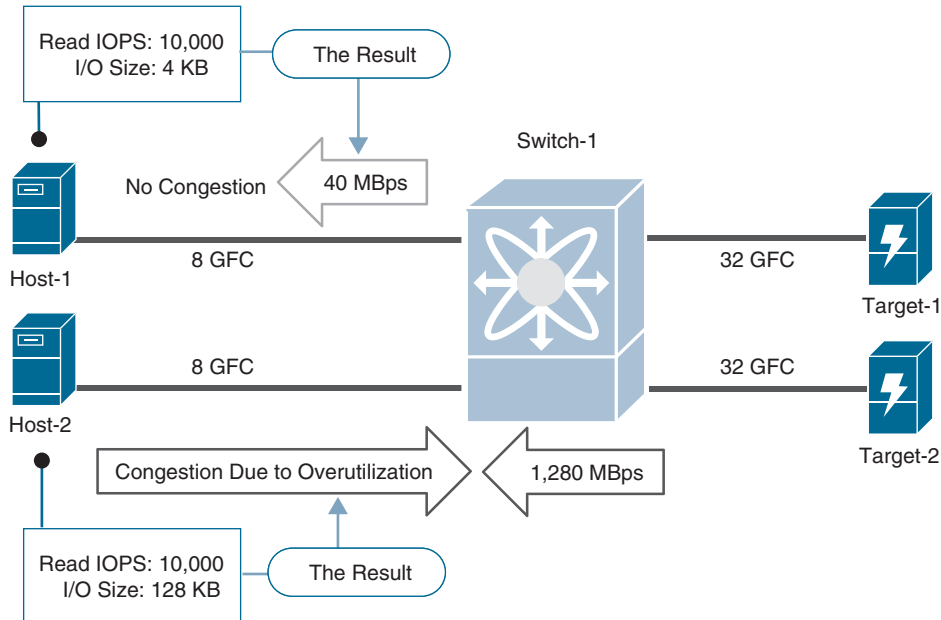 Read IOPS: 10,000
I/O Size: 4 KB
The Result
Switch-1
No Congestion
40 MBps
8 GFC
32 GFC
Host-1
Target-1
8 GFC
32 GFC
Host-2
Target-2
Congestion Due to Overutilization
1,280 MBps
Read IOPS: 10,000
I/O Size: 128 KB
The Result